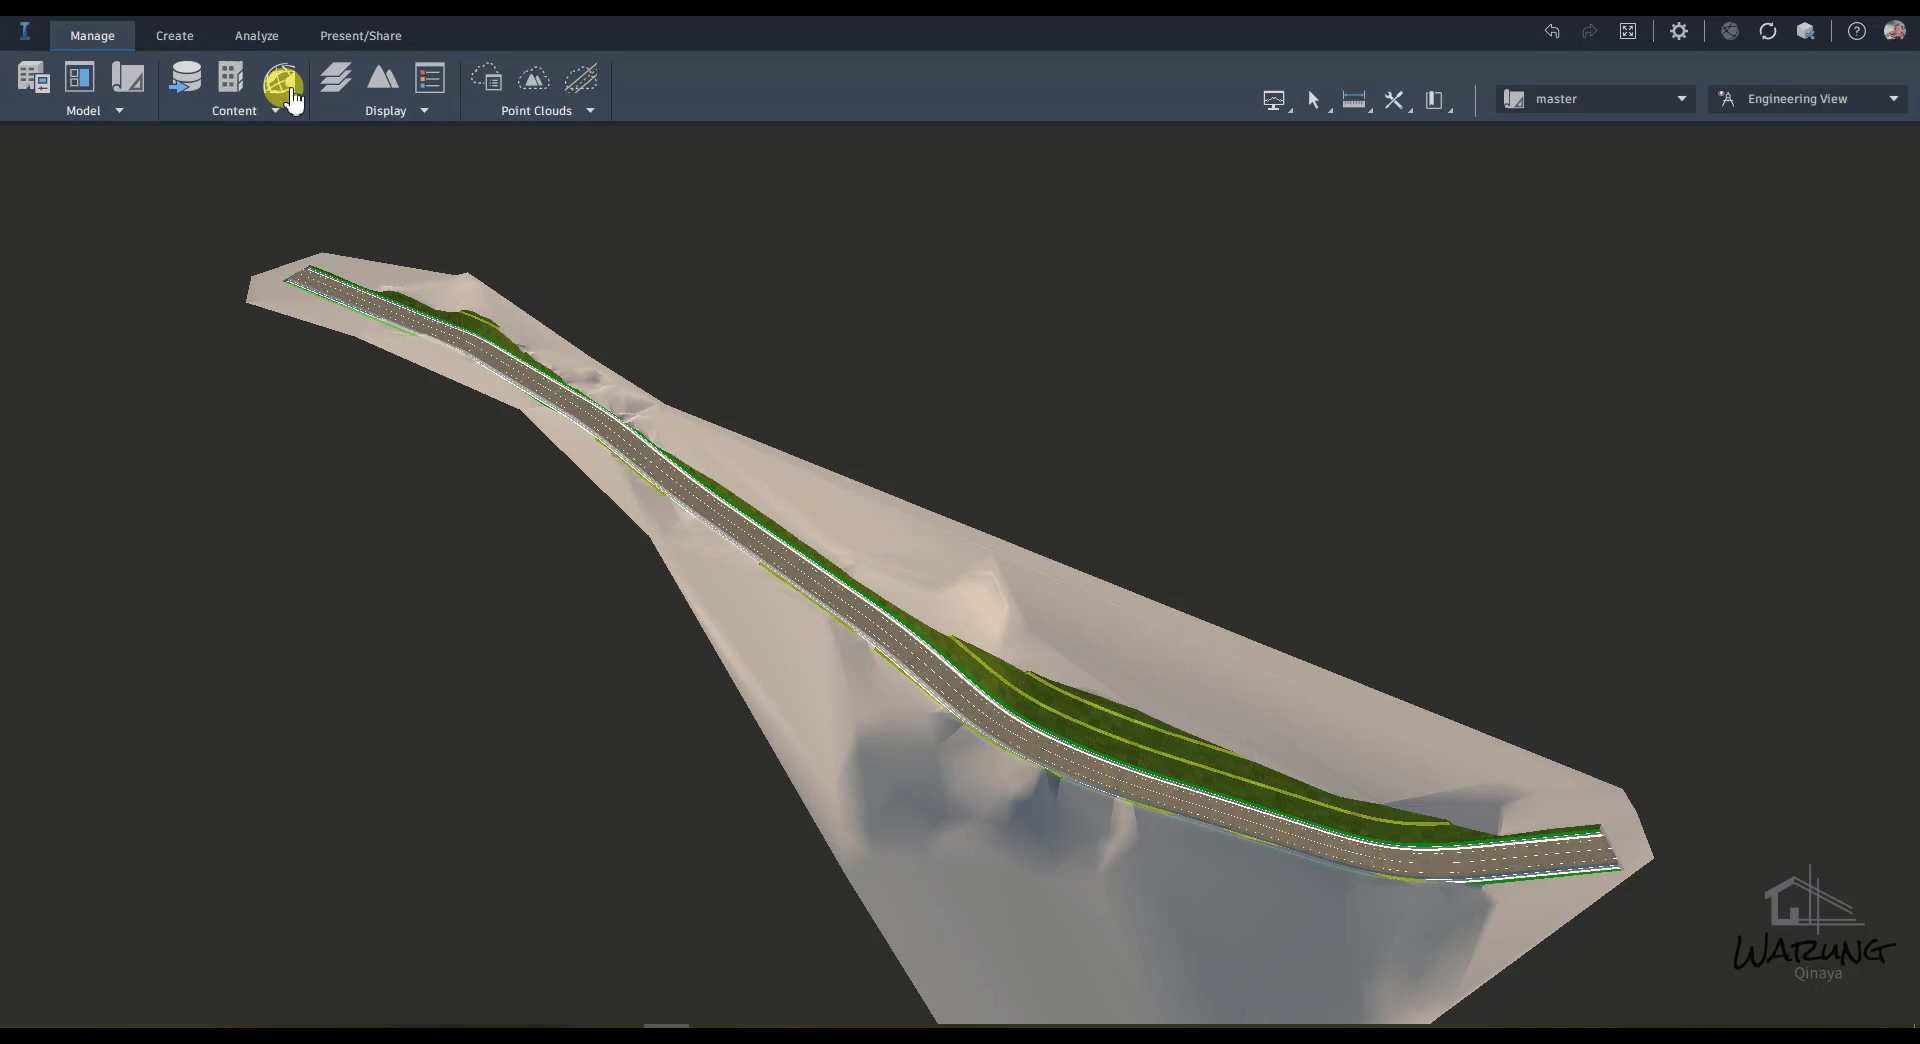 Manage
Create
Analyze
Present/Share
Model
Content
Display
Point Clouds
master
Engineering View
WARUNG
Qinaya